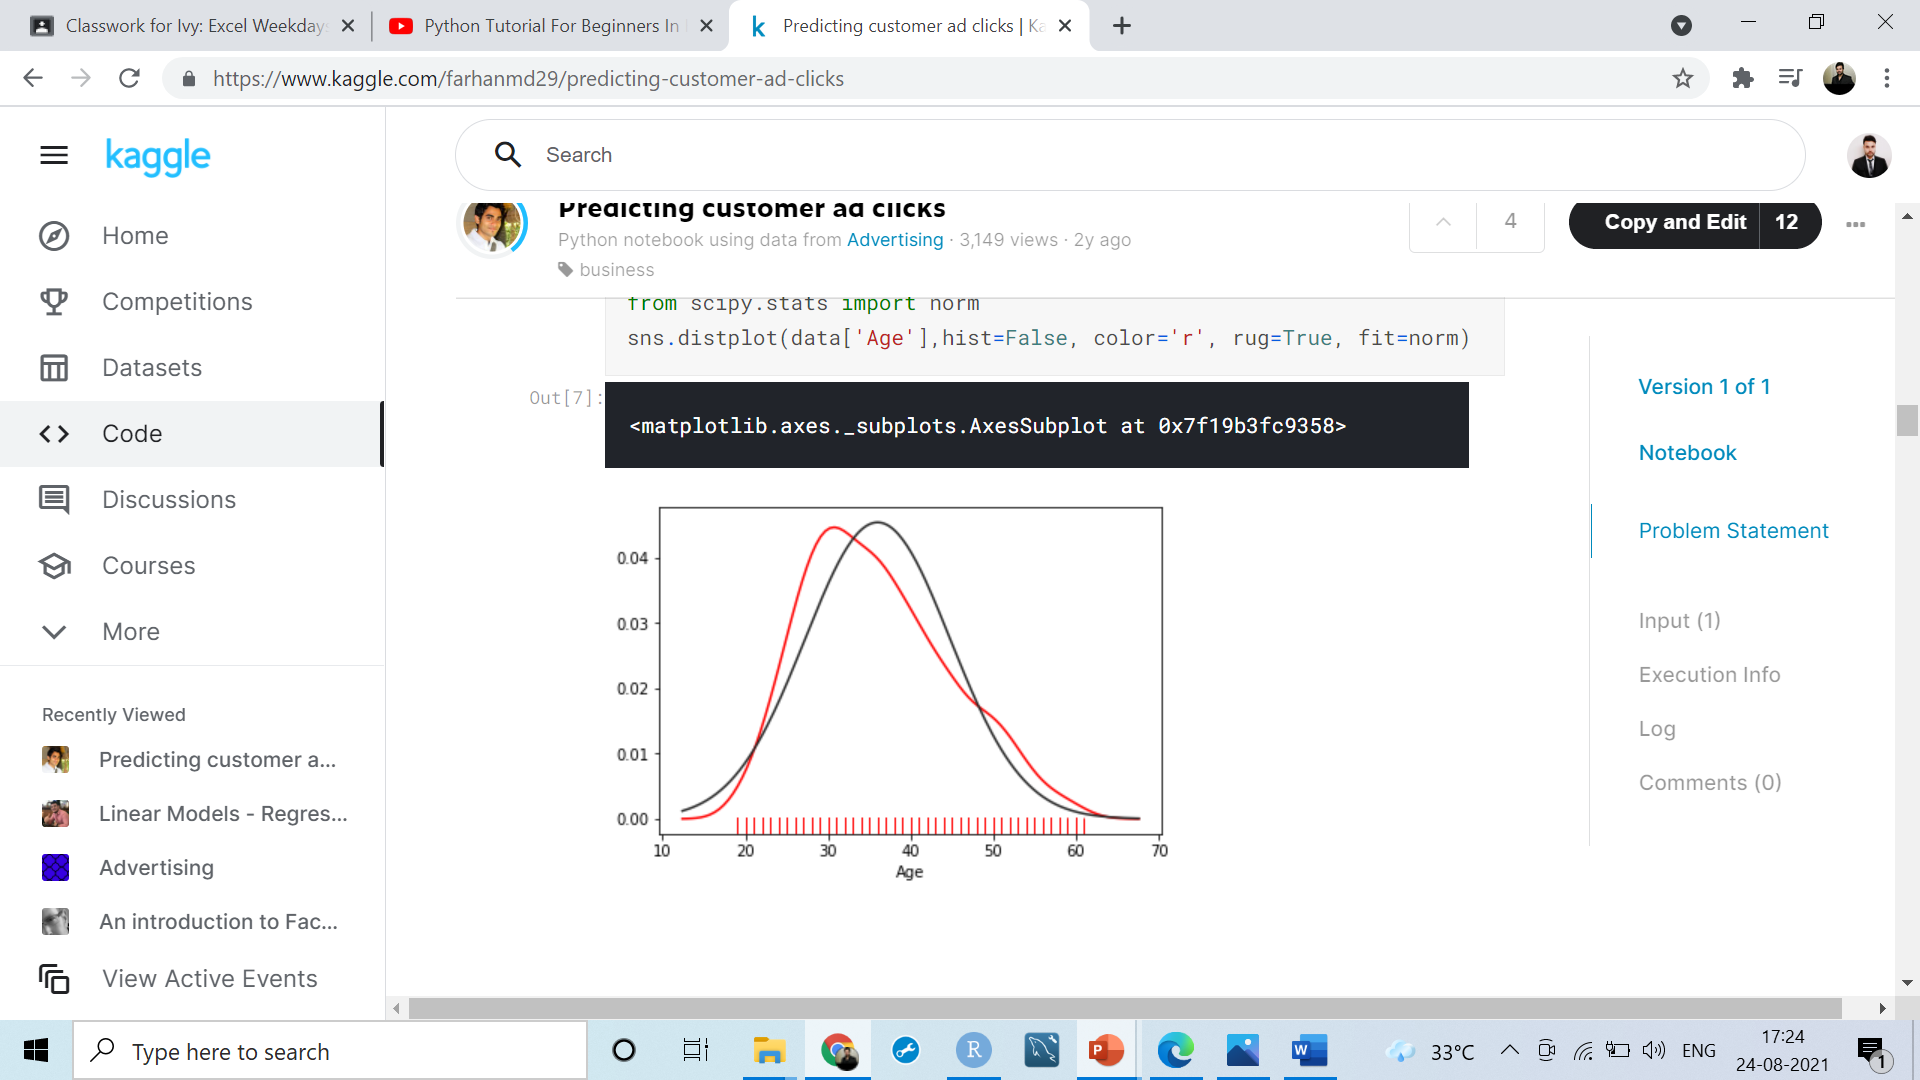 Classwork for Ivy: Excel Weekdays
Python Tutorial For Beginners In
Predicting customer ad clicks | Ka
https://www.kaggle.com/farhanmd29/predicting-customer-ad-clicks
kaggle
Search
Home
Competitions
Datasets
Code
Discussions
Courses
More
Recently Viewed
Predicting customer a...
Linear Models - Regres...
Advertising
An introduction to Fac...
View Active Events
Predicting customer ad clicks
Python notebook using data from Advertising · 3,149 views · 2y ago
business
4
Copy and Edit 12
from scipy.stats import norm
sns.distplot(data['Age'],hist=False, color='r', rug=True, fit=norm)
Out[7]:
<matplotlib.axes._subplots.AxesSubplot at 0x7f19b3fc9358>
0.04
0.03
0.02
0.01
0.00
10 20 30 40 50 60 70
Age
Version 1 of 1
Notebook
Problem Statement
Input (1)
Execution Info
Log
Comments (0)
Type here to search
R
P
W
33°C
ENG
17:24
24-08-2021
1